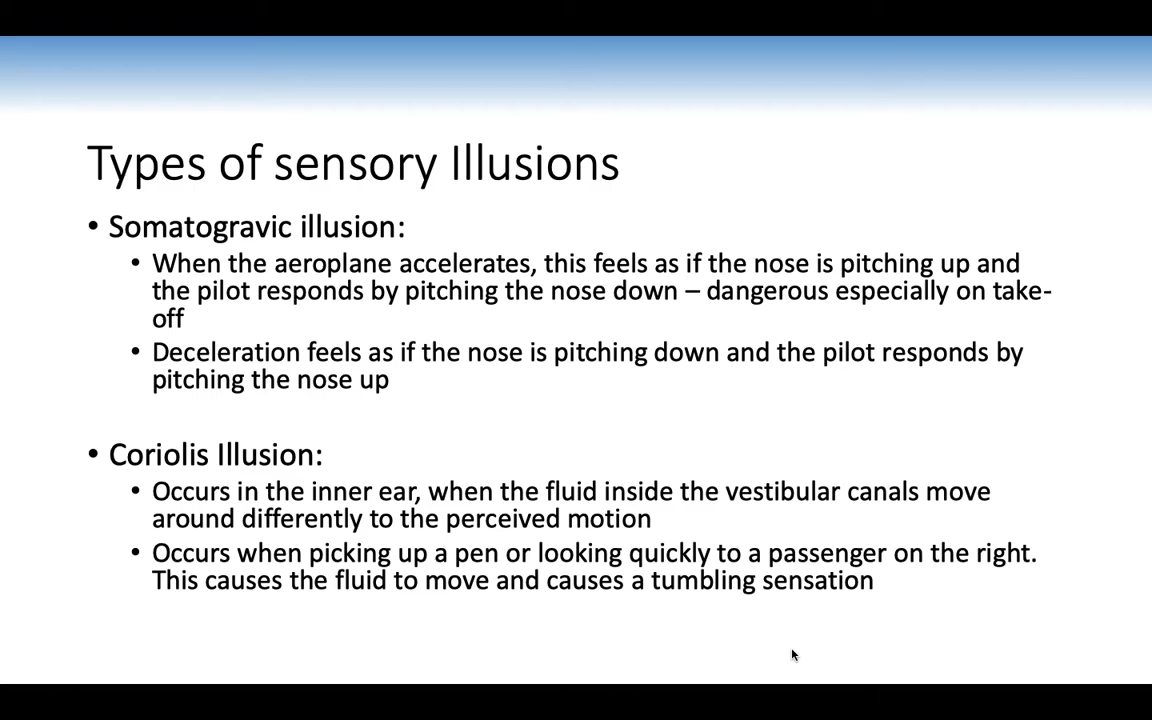 Types of sensory Illusions
• Somatogravic illusion:
• When the aeroplane accelerates, this feels as if the nose is pitching up and
the pilot responds by pitching the nose down – dangerous especially on take-
off
• Deceleration feels as if the nose is pitching down and the pilot responds by
pitching the nose up
• Coriolis Illusion:
• Occurs in the inner ear, when the fluid inside the vestibular canals move
around differently to the perceived motion
• Occurs when picking up a pen or looking quickly to a passenger on the right.
This causes the fluid to move and causes a tumbling sensation